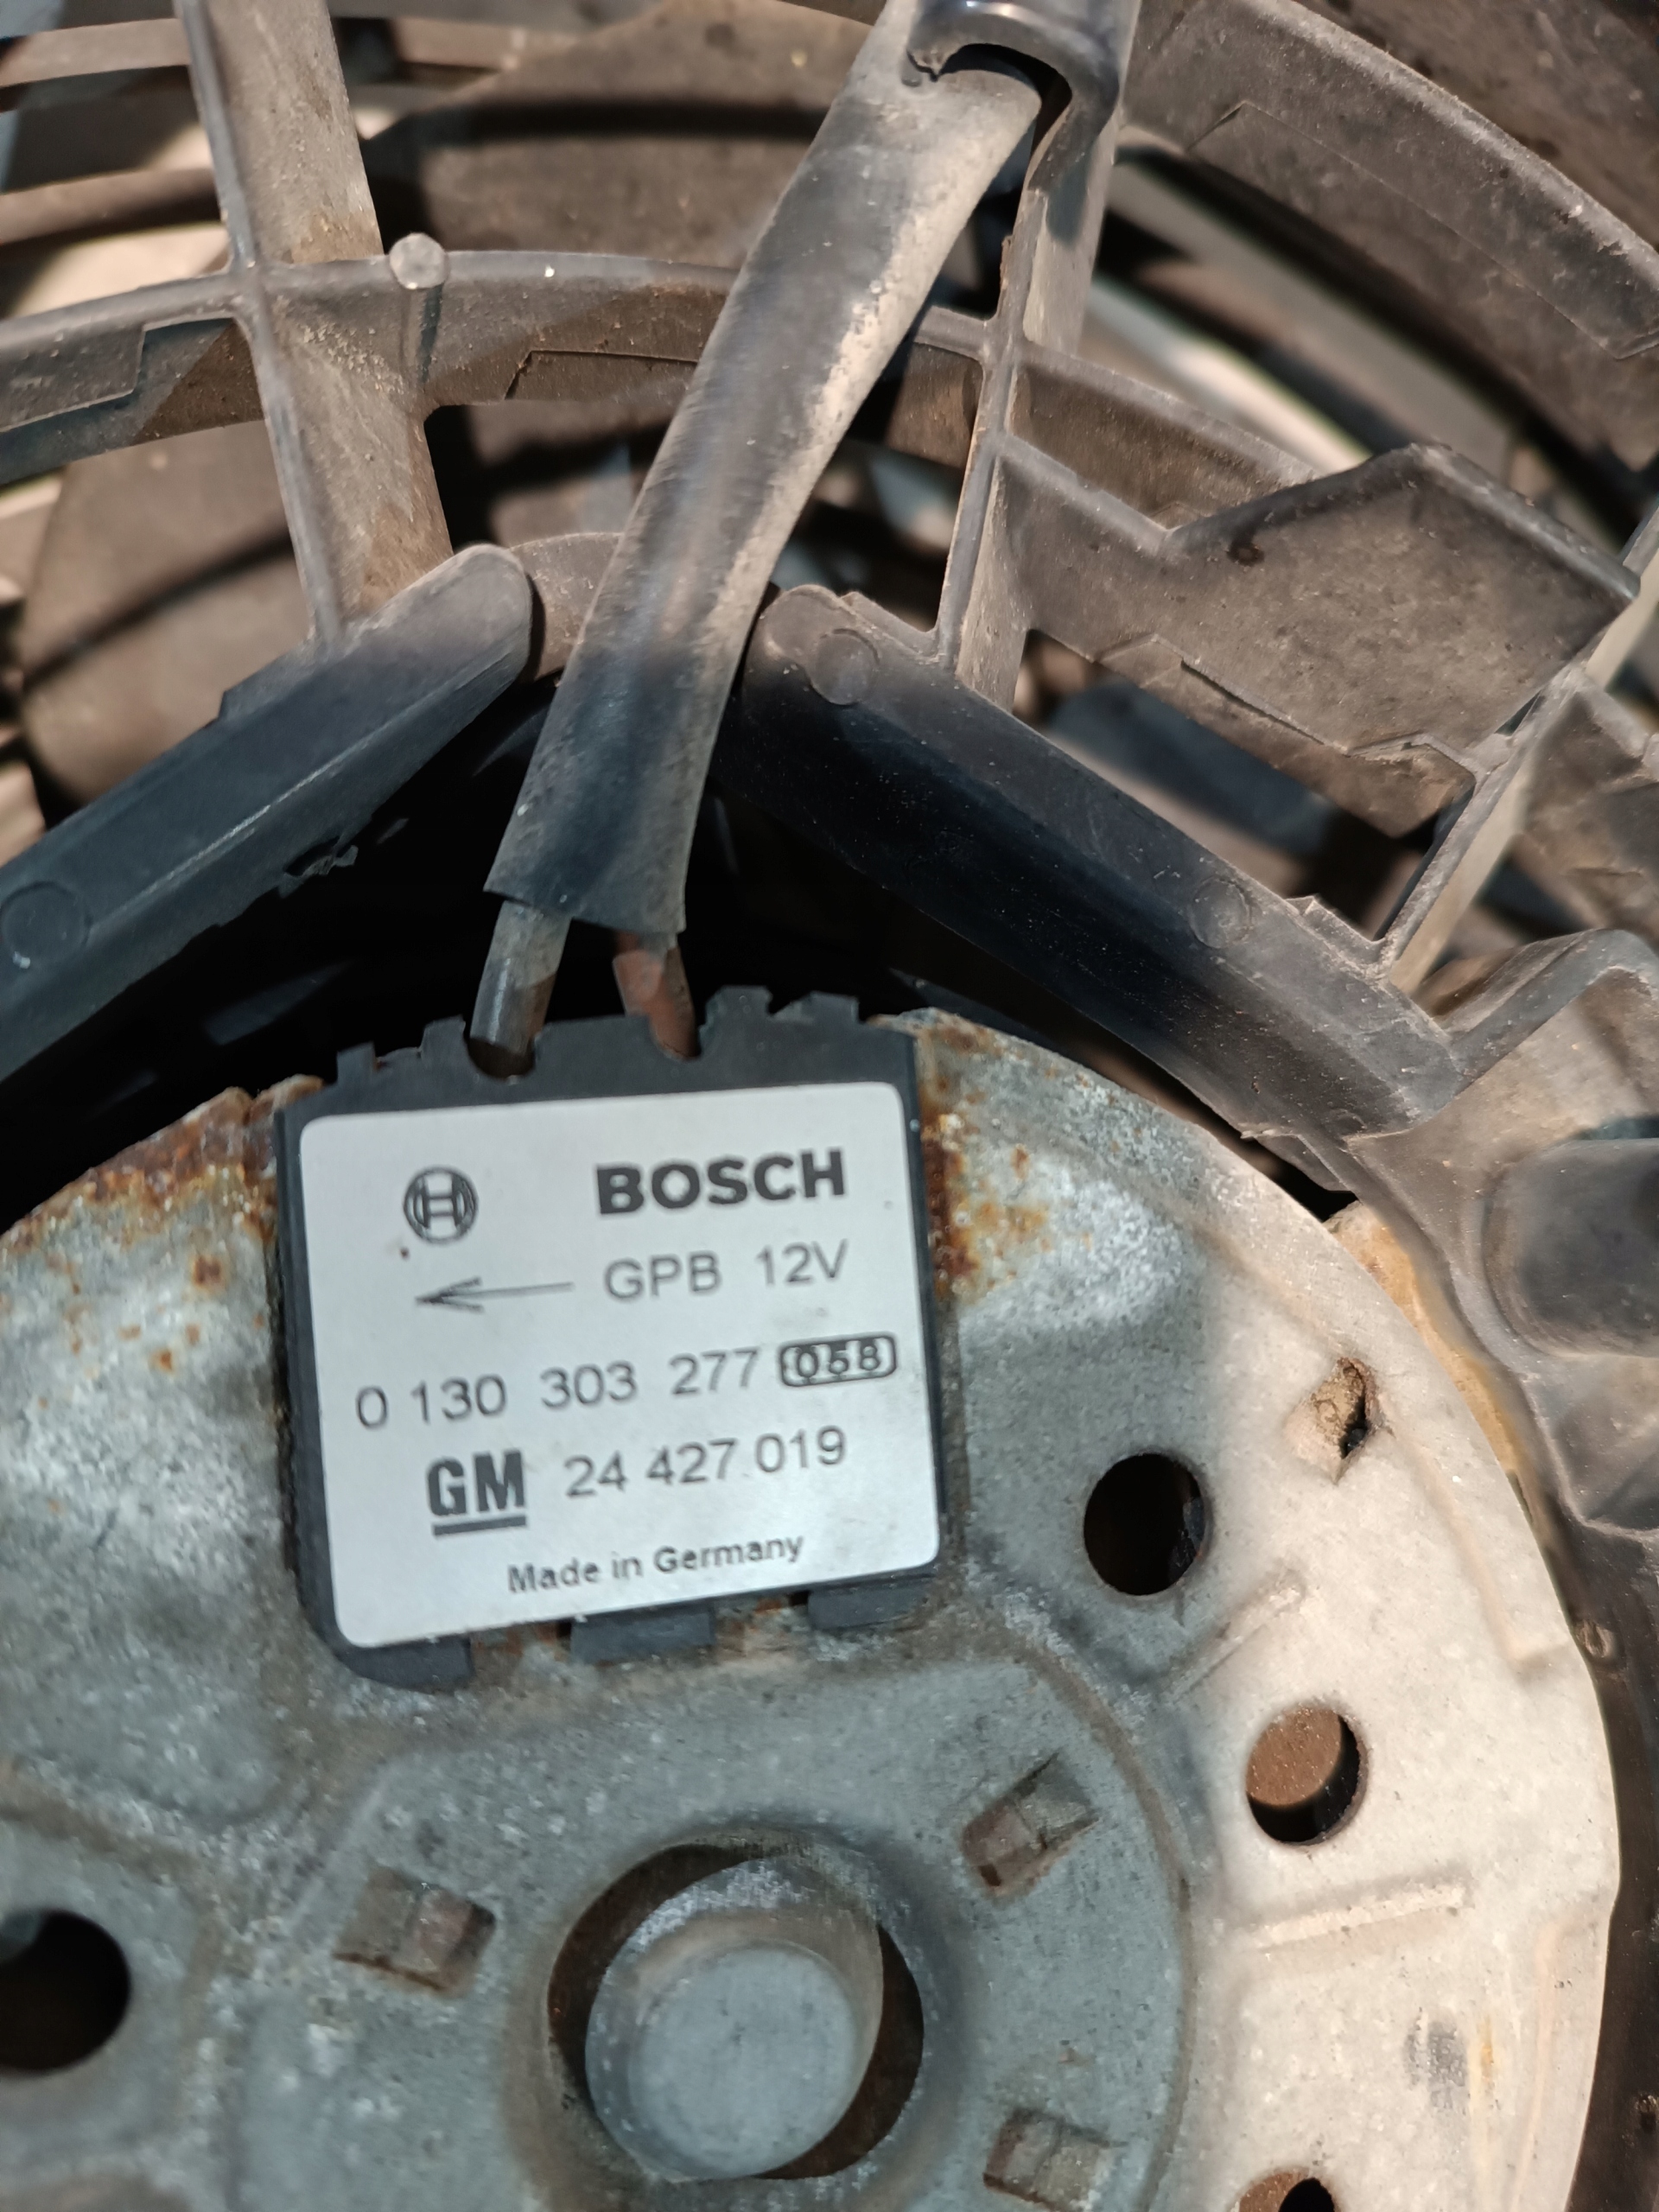 BOSCH
GPB 12V
0 130 303 277 058
GM 24 427 019
Made in Germany